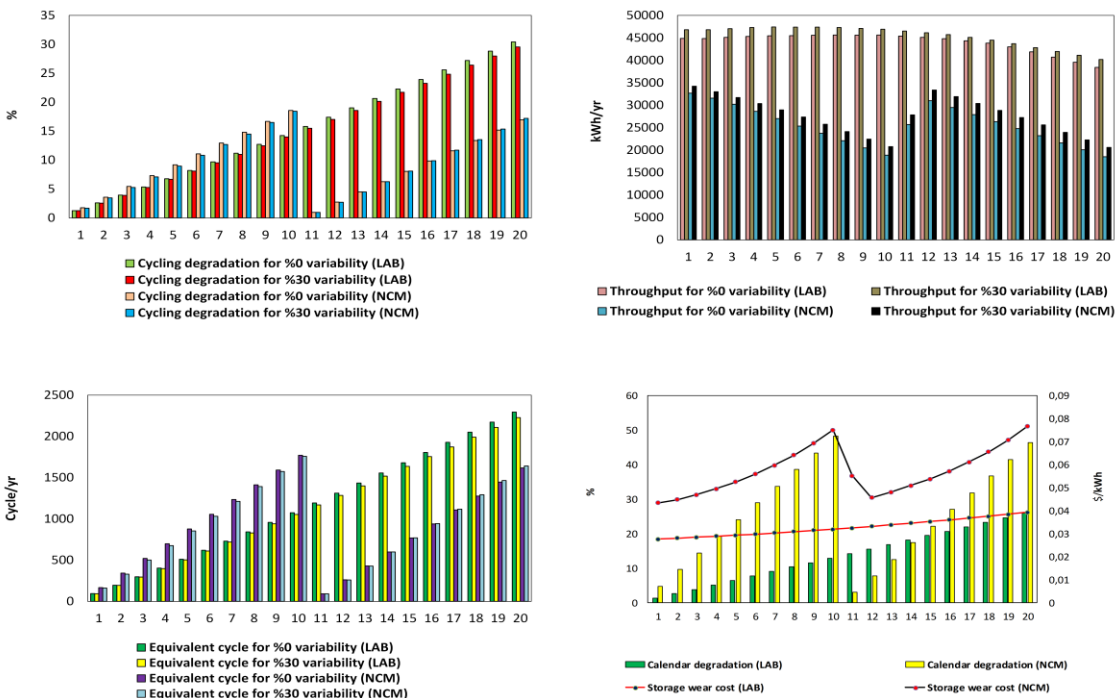 35
30
25
20
15
10
5
0
%
1 2 3 4 5 6 7 8 9 10 11 12 13 14 15 16 17 18 19 20
Cycling degradation for %0 variability (LAB)
Cycling degradation for %30 variability (LAB)
Cycling degradation for %0 variability (NCM)
Cycling degradation for %30 variability (NCM)
50000
45000
40000
35000
30000
25000
20000
15000
10000
5000
0
kWh/yr
1 2 3 4 5 6 7 8 9 10 11 12 13 14 15 16 17 18 19 20
Throughput for %0 variability (LAB) Throughput for %30 variability (LAB)
Throughput for %0 variability (NCM) Throughput for %30 variability (NCM)
2500
2000
1500
1000
500
0
Cycle/yr
1 2 3 4 5 6 7 8 9 10 11 12 13 14 15 16 17 18 19 20
Equivalent cycle for %0 variability (LAB)
Equivalent cycle for %30 variability (LAB)
Equivalent cycle for %0 variability (NCM)
Equivalent cycle for %30 variability (NCM)
60
50
40
30
20
10
0
%
0,09
0,08
0,07
0,06
0,05
0,04
0,03
0,02
0,01
0
$/kWh
1 2 3 4 5 6 7 8 9 10 11 12 13 14 15 16 17 18 19 20
Calendar degradation (LAB) Calendar degradation (NCM)
Storage wear cost (LAB) Storage wear cost (NCM)